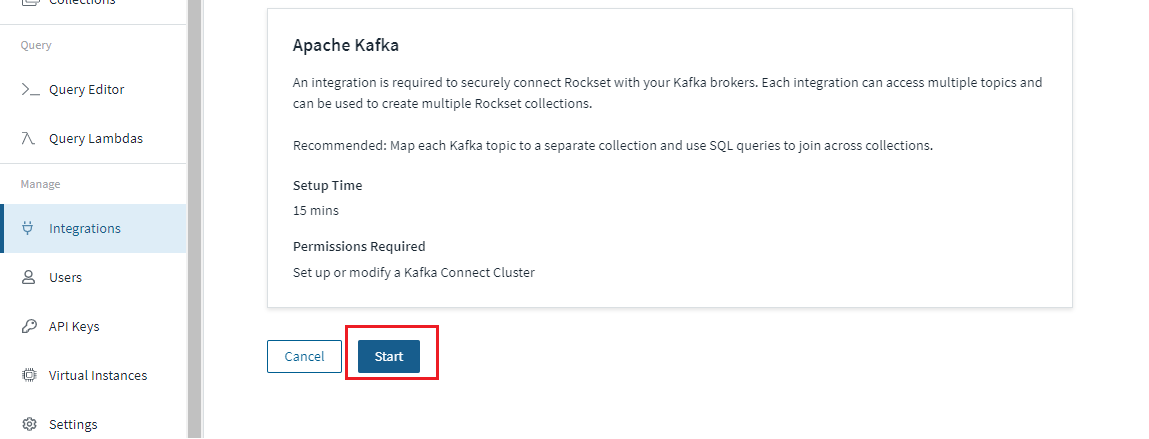 Collections
Query
Query Editor
Query Lambdas
Manage
Integrations
Users
API Keys
Virtual Instances
Settings
Apache Kafka
An integration is required to securely connect Rockset with your Kafka brokers. Each integration can access multiple topics and
can be used to create multiple Rockset collections.
Recommended: Map each Kafka topic to a separate collection and use SQL queries to join across collections.
Setup Time
15 mins
Permissions Required
Set up or modify a Kafka Connect Cluster
Cancel
Start